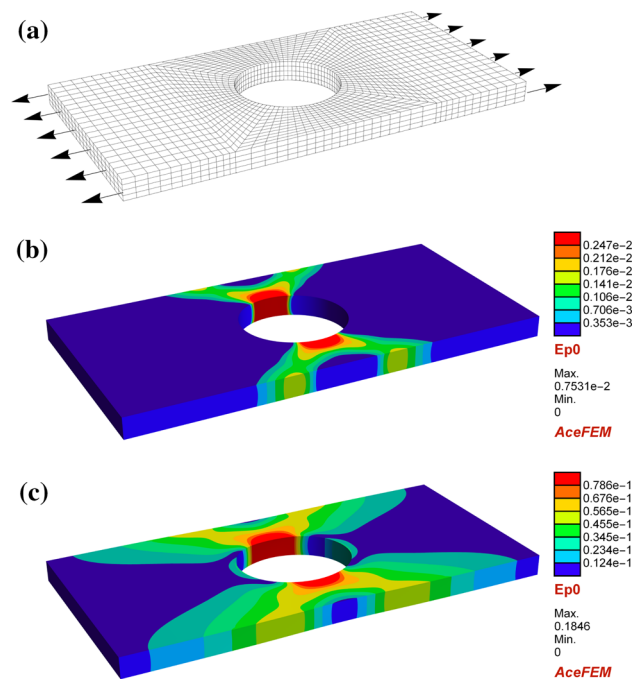 (a)
(b)
0.247e-2
0.212e-2
0.176e-2
0.141e-2
0.106e-2
0.706e-3
0.353e-3
Ep0
Max.
0.7531e-2
Min.
0
AceFEM
(c)
0.786e-1
0.676e-1
0.565e-1
0.455e-1
0.345e-1
0.234e-1
0.124e-1
Ep0
Max.
0.1846
Min.
0
AceFEM